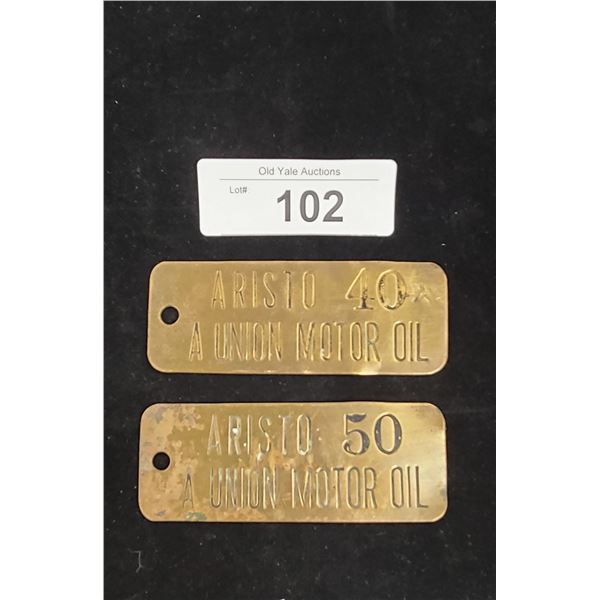 Old Yale Auctions
Lot#: 102
ARISTO 40
A UNION MOTOR OIL
ARISTO 50
A UNION MOTOR OIL